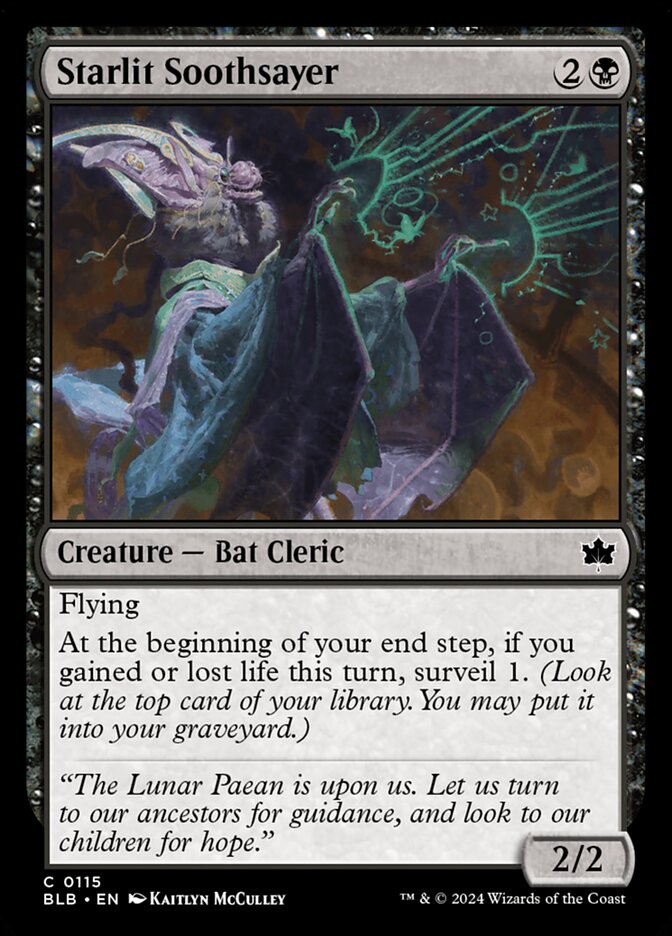 Starlit Soothsayer 2
Creature — Bat Cleric
Flying
At the beginning of your end step, if you
gained or lost life this turn, surveil 1. (Look
at the top card of your library. You may put it
into your graveyard.)
“The Lunar Paean is upon us. Let us turn
to our ancestors for guidance, and look to our
children for hope.”
2/2
C 0115
BLB • EN KAITLYN MCCULLEY ™ & © 2024 Wizards of the Coast